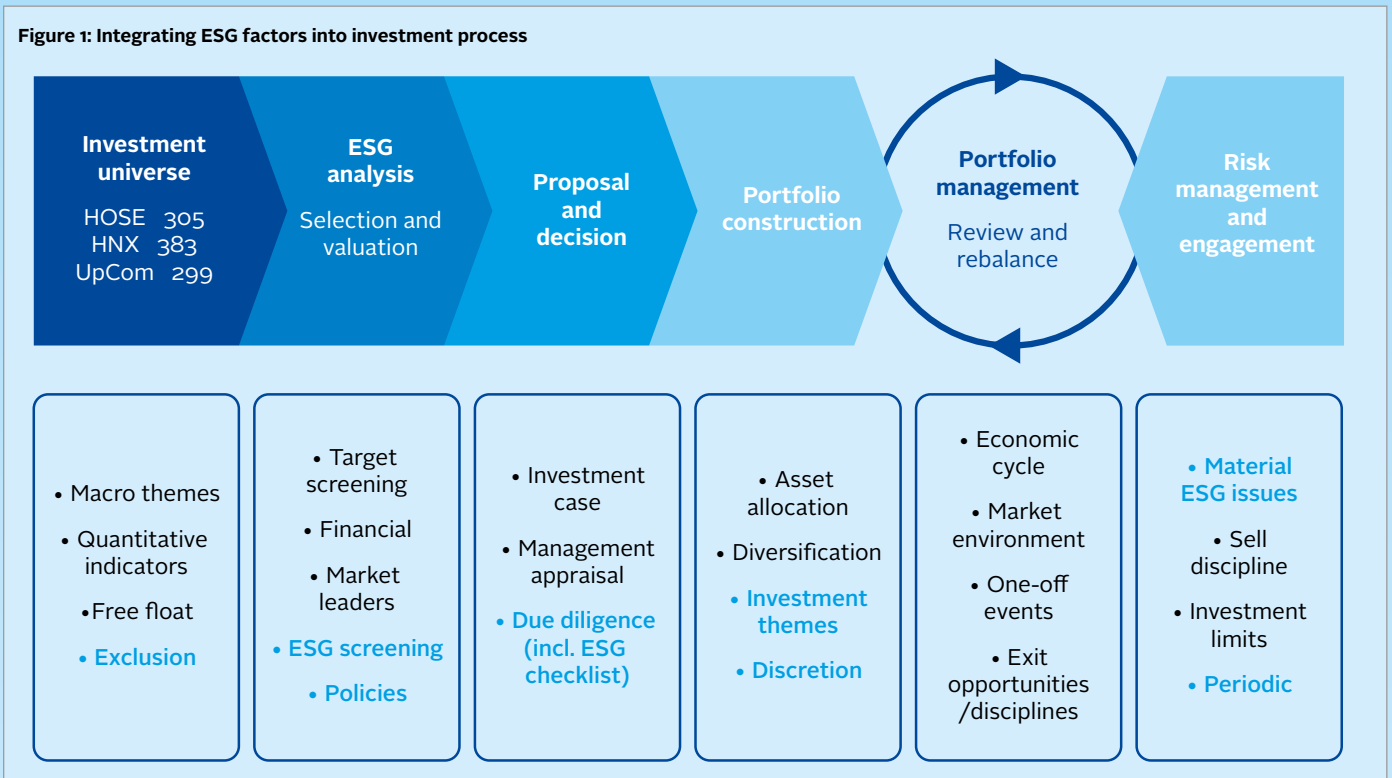 Figure 1: Integrating ESG factors into investment process
Investment
universe
HOSE 305
HNX 383
UpCom 299
ESG
analysis
Selection and
valuation
Proposal
and
decision
Portfolio
construction
Portfolio
management
Review and
rebalance
Risk
management
and
engagement
• Macro themes
• Quantitative
indicators
•Free float
• Exclusion
• Target
screening
• Financial
• Market
leaders
• ESG screening
• Policies
• Investment
case
• Management
appraisal
• Due diligence
(incl. ESG
checklist)
• Asset
allocation
• Diversification
• Investment
themes
• Discretion
• Economic
cycle
• Market
environment
• One-off
events
• Exit
opportunities
/disciplines
• Material
ESG issues
• Sell
discipline
• Investment
limits
• Periodic